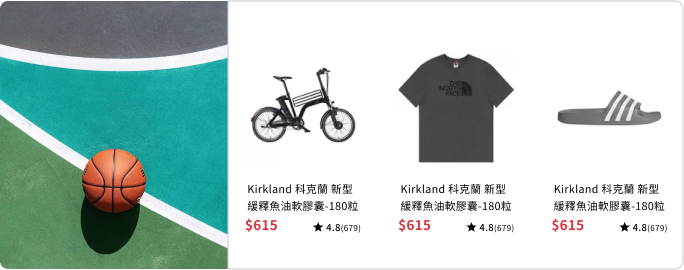 THE
NORTH
FACE
Kirkland 科克蘭 新型
緩釋魚油軟膠囊-180粒
$615
★ 4.8(679)
Kirkland 科克蘭 新型
緩釋魚油軟膠囊-180粒
$615
★ 4.8(679)
Kirkland 科克蘭 新型
緩釋魚油軟膠囊-180粒
$615
★ 4.8(679)